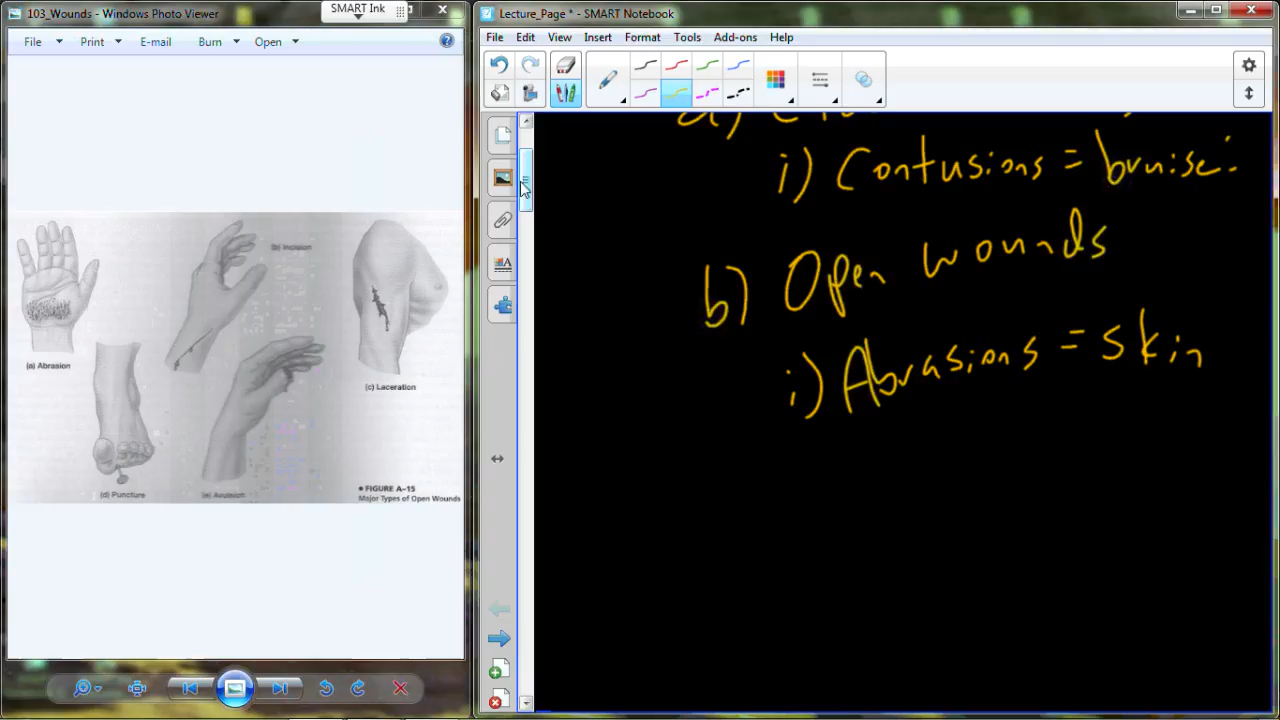 103_Wounds - Windows Photo Viewer
SMART Ink
File Print E-mail Burn Open
(a) Abrasion
(b) Incision
(c) Laceration
(d) Puncture
(e) Avulsion
• FIGURE A-15
Major Types of Open Wounds
Lecture_Page * - SMART Notebook
File Edit View Insert Format Tools Add-ons Help
i) Contusions = bruise
b) Open wounds
i) Abrasions = skin